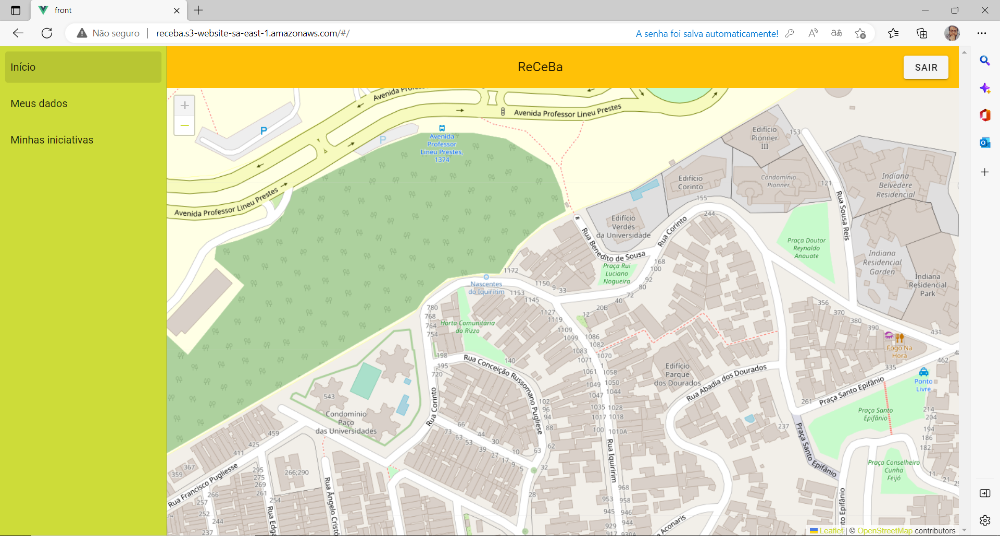 front
Não seguro
receba.s3-website-sa-east-1.amazonaws.com/#/
A senha foi salva automaticamente!
Início
Meus dados
Minhas iniciativas
ReCeBa
SAIR
+
−
Avenida Professor Lineu Prestes
P
P
Avenida
Professor
Lineu Prestes,
1374
Avenida Professor Lineu Prestes
Edifício
Pionner
III
153
Edifício
Corinto
Condomínio
Pionner
121
Indiana
Belvedere
Residencial
Rua Sousa Reis
155
244
Edifício
Verdes
da Universidade
Rua Corinto
Rua Benedito de Sousa
Praça Doutor
Reynaldo
Anauate
Indiana
Residencial
Garden
Indiana
Residencial
Park
Praça Rui
Luciano
Nogueira
168
100
92
80
72
40
1172
Nascentes
do Iquiririm
1150
9
33
1153
1145
1127
1119
12
20B
1109
1099
1086
1082
1083
1071
1070
1061
1
1058
1049
1050
1044
1047
1035
1028
1017
1018
100
1010A
780
768
764
754
Horta Comunitária
do Rizzo
198
195
720
140
Rua Conceição Russomano Pugliese
102
96
94
88
62
63
32
28
Rua Corinto
543
Condomínio
Paço
das Universidades
73
66
63
53
44
39
30
27
17
10
9
5
356
370
380
390
431
Fogo Na
Hora
462
335
Edifício
Parque
dos Dourados
Rua Abadia dos Dourados
Ponto
Livre
261
Praça Santo Epifânio
Praça Santo
Epifânio
214
204
194
186
182
237
Praça Santo Epifânio
Praça Conselheiro
Cunha
Feijó
11
21
459
425
411
367
359
Rua Francisco Pugliesse
295
275
269
261
254
266;290
257
252
244
237
Rua Ângelo Cristó
Rua Edga
Rua Iquiririm
968
953
958
945
946
944
929
917
930A
Aconaris
nto Epifânio
Leaflet | © OpenStreetMap contributors